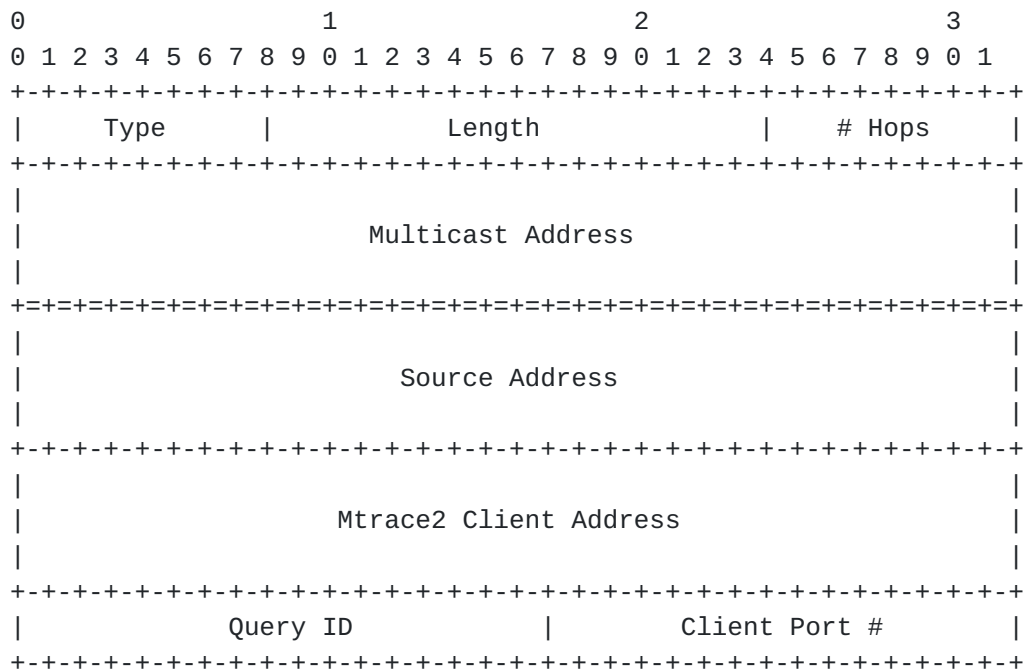 0                   1                   2                   3
0 1 2 3 4 5 6 7 8 9 0 1 2 3 4 5 6 7 8 9 0 1 2 3 4 5 6 7 8 9 0 1
+-+-+-+-+-+-+-+-+-+-+-+-+-+-+-+-+-+-+-+-+-+-+-+-+-+-+-+-+-+-+-+-+
|     Type      |           Length              |    # Hops     |
+-+-+-+-+-+-+-+-+-+-+-+-+-+-+-+-+-+-+-+-+-+-+-+-+-+-+-+-+-+-+-+-+
|                                                               |
|                      Multicast Address                        |
|                                                               |
+=+=+=+=+=+=+=+=+=+=+=+=+=+=+=+=+=+=+=+=+=+=+=+=+=+=+=+=+=+=+=+=+
|                                                               |
|                        Source Address                         |
|                                                               |
+-+-+-+-+-+-+-+-+-+-+-+-+-+-+-+-+-+-+-+-+-+-+-+-+-+-+-+-+-+-+-+-+
|                                                               |
|                    Mtrace2 Client Address                     |
|                                                               |
+-+-+-+-+-+-+-+-+-+-+-+-+-+-+-+-+-+-+-+-+-+-+-+-+-+-+-+-+-+-+-+-+
|             Query ID            |        Client Port #        |
+-+-+-+-+-+-+-+-+-+-+-+-+-+-+-+-+-+-+-+-+-+-+-+-+-+-+-+-+-+-+-+-+